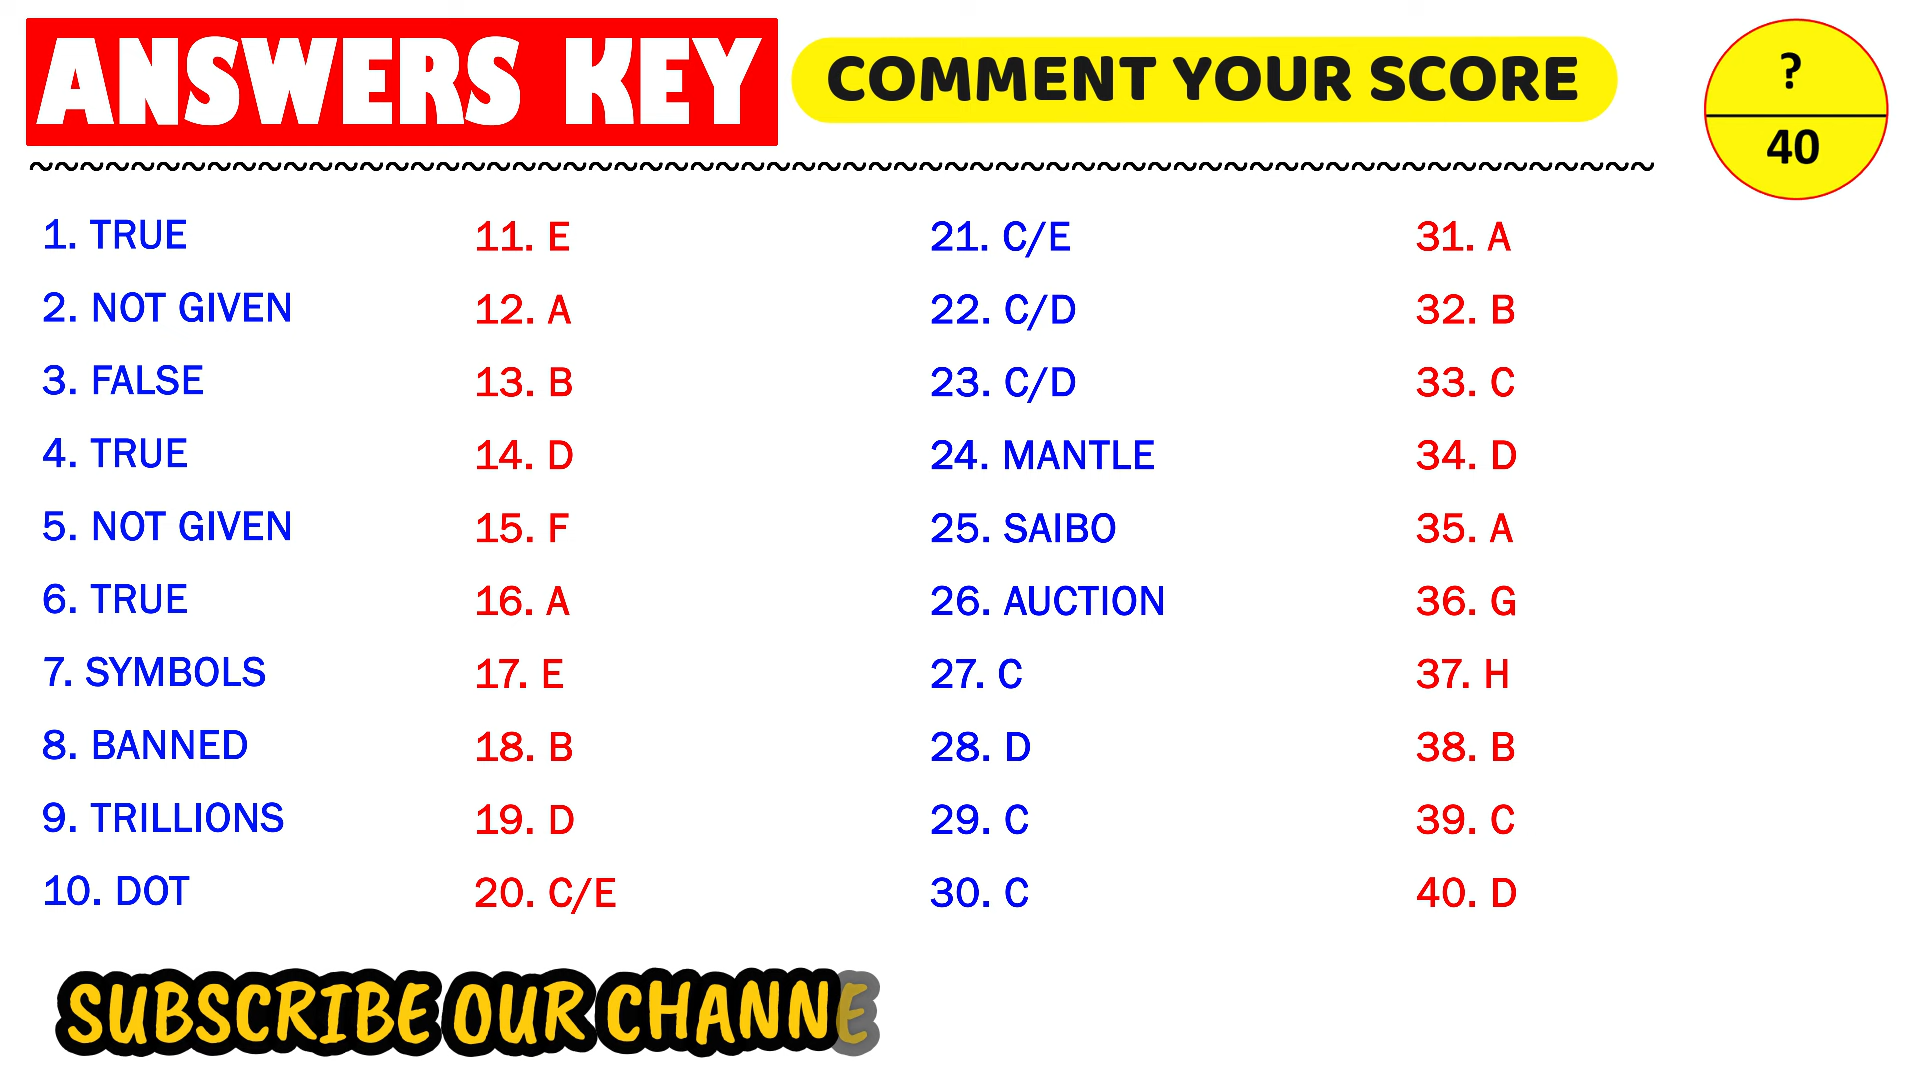 ANSWERS KEY
COMMENT YOUR SCORE
?
40
~~~~~~~~~~~~~~~~~~~~~~~~~~~~~~~~~~~~~~~~~~~~~~~~~~~~~~~~~~~~~~~~
1. TRUE
2. NOT GIVEN
3. FALSE
4. TRUE
5. NOT GIVEN
6. TRUE
7. SYMBOLS
8. BANNED
9. TRILLIONS
10. DOT
11. E
12. A
13. B
14. D
15. F
16. A
17. E
18. B
19. D
20. C/E
21. C/E
22. C/D
23. C/D
24. MANTLE
25. SAIBO
26. AUCTION
27. C
28. D
29. C
30. C
31. A
32. B
33. C
34. D
35. A
36. G
37. H
38. B
39. C
40. D
SUBSCRIBE OUR CHANNE